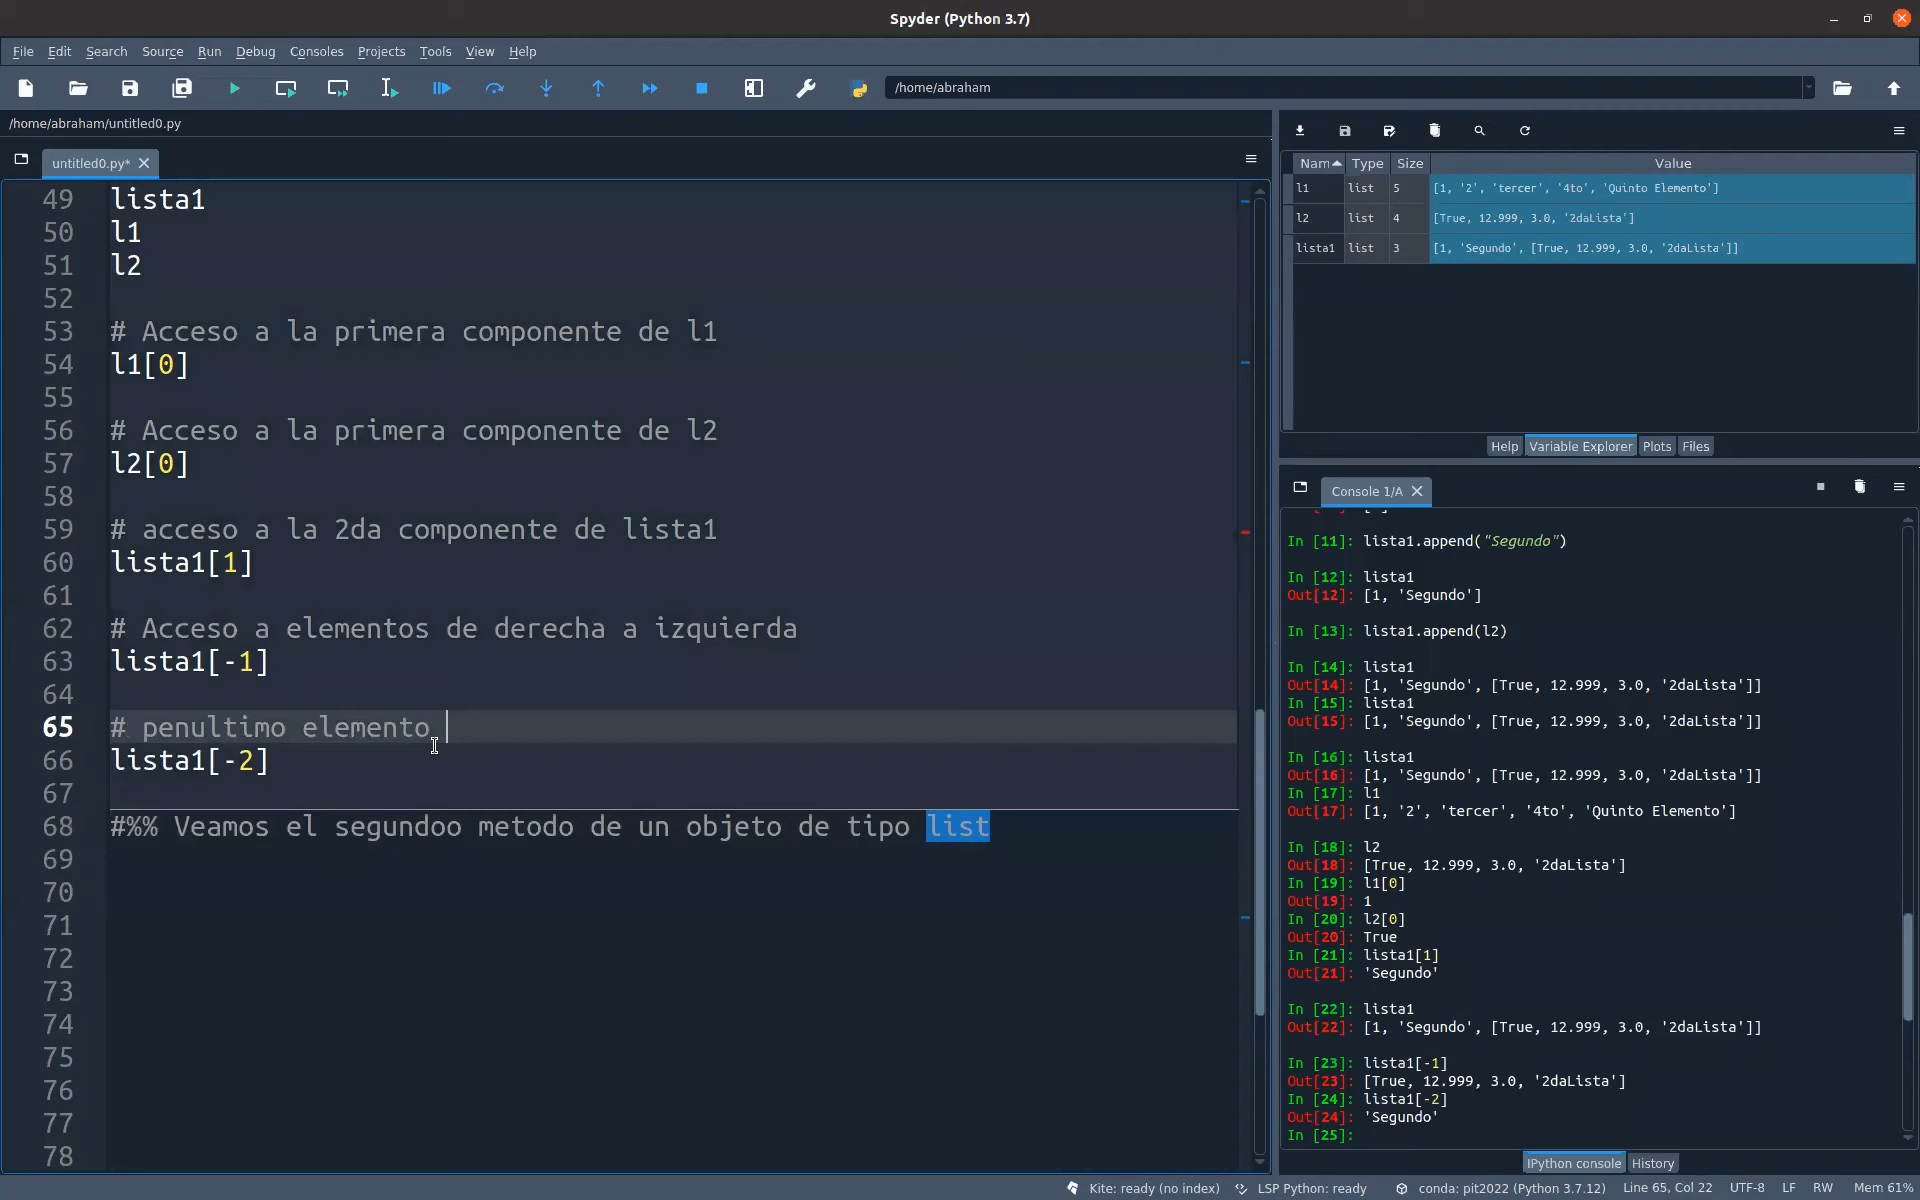 Spyder (Python 3.7)
File Edit Search Source Run Debug Consoles Projects Tools View Help
/home/abraham
/home/abraham/untitled0.py
untitled0.py*
49 lista1
50 l1
51 l2
52
53 # Acceso a la primera componente de l1
54 l1[0]
55
56 # Acceso a la primera componente de l2
57 l2[0]
58
59 # acceso a la 2da componente de lista1
60 lista1[1]
61
62 # Acceso a elementos de derecha a izquierda
63 lista1[-1]
64
65 # penultimo elemento
66 lista1[-2]
67
68 #%% Veamos el segundoo metodo de un objeto de tipo list
69
70
71
72
73
74
75
76
77
78
Nam Type Size Value
l1 list 5 [1, '2', 'tercer', '4to', 'Quinto Elemento']
l2 list 4 [True, 12.999, 3.0, '2daLista']
lista1 list 3 [1, 'Segundo', [True, 12.999, 3.0, '2daLista']]
Help Variable Explorer Plots Files
Console 1/A
In [11]: lista1.append("Segundo")
In [12]: lista1
Out[12]: [1, 'Segundo']
In [13]: lista1.append(l2)
In [14]: lista1
Out[14]: [1, 'Segundo', [True, 12.999, 3.0, '2daLista']]
In [15]: lista1
Out[15]: [1, 'Segundo', [True, 12.999, 3.0, '2daLista']]
In [16]: lista1
Out[16]: [1, 'Segundo', [True, 12.999, 3.0, '2daLista']]
In [17]: l1
Out[17]: [1, '2', 'tercer', '4to', 'Quinto Elemento']
In [18]: l2
Out[18]: [True, 12.999, 3.0, '2daLista']
In [19]: l1[0]
Out[19]: 1
In [20]: l2[0]
Out[20]: True
In [21]: lista1[1]
Out[21]: 'Segundo'
In [22]: lista1
Out[22]: [1, 'Segundo', [True, 12.999, 3.0, '2daLista']]
In [23]: lista1[-1]
Out[23]: [True, 12.999, 3.0, '2daLista']
In [24]: lista1[-2]
Out[24]: 'Segundo'
In [25]:
IPython console History
Kite: ready (no index) LSP Python: ready conda: pit2022 (Python 3.7.12) Line 65, Col 22 UTF-8 LF RW Mem 61%